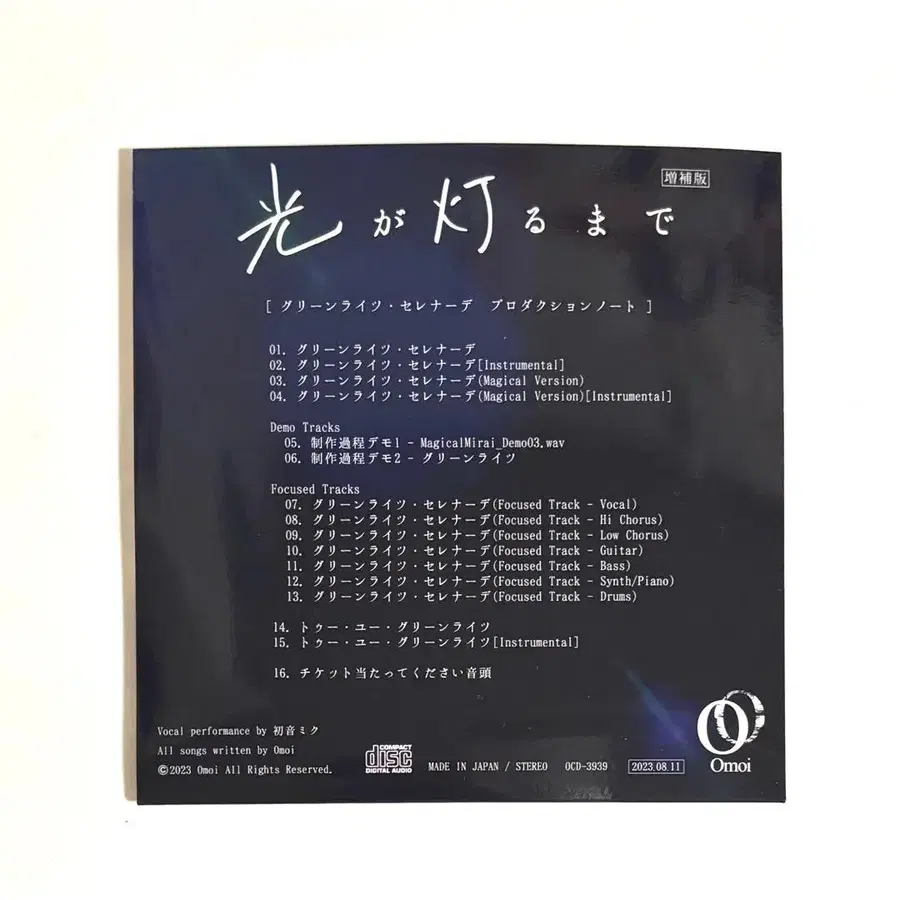 増補版
光が灯るまで
[ グリーンライツ・セレナーデ プロダクションノート ]
01. グリーンライツ・セレナーデ
02. グリーンライツ・セレナーデ[Instrumental]
03. グリーンライツ・セレナーデ(Magical Version)
04. グリーンライツ・セレナーデ(Magical Version)[Instrumental]
Demo Tracks
05. 制作過程デモ1 - MagicalMirai_Demo03.wav
06. 制作過程デモ2 - グリーンライツ
Focused Tracks
07. グリーンライツ・セレナーデ(Focused Track - Vocal)
08. グリーンライツ・セレナーデ(Focused Track - Hi Chorus)
09. グリーンライツ・セレナーデ(Focused Track - Low Chorus)
10. グリーンライツ・セレナーデ(Focused Track - Guitar)
11. グリーンライツ・セレナーデ(Focused Track - Bass)
12. グリーンライツ・セレナーデ(Focused Track - Synth/Piano)
13. グリーンライツ・セレナーデ(Focused Track - Drums)
14. トゥー・ユー・グリーンライツ
15. トゥー・ユー・グリーンライツ[Instrumental]
16. チケット当たってください音頭
Vocal performance by 初音ミク
All songs written by Omoi
©2023 Omoi All Rights Reserved.
COMPACT
disc
DIGITAL AUDIO
MADE IN JAPAN / STEREO OCD-3939 2023.08.11
Omoi